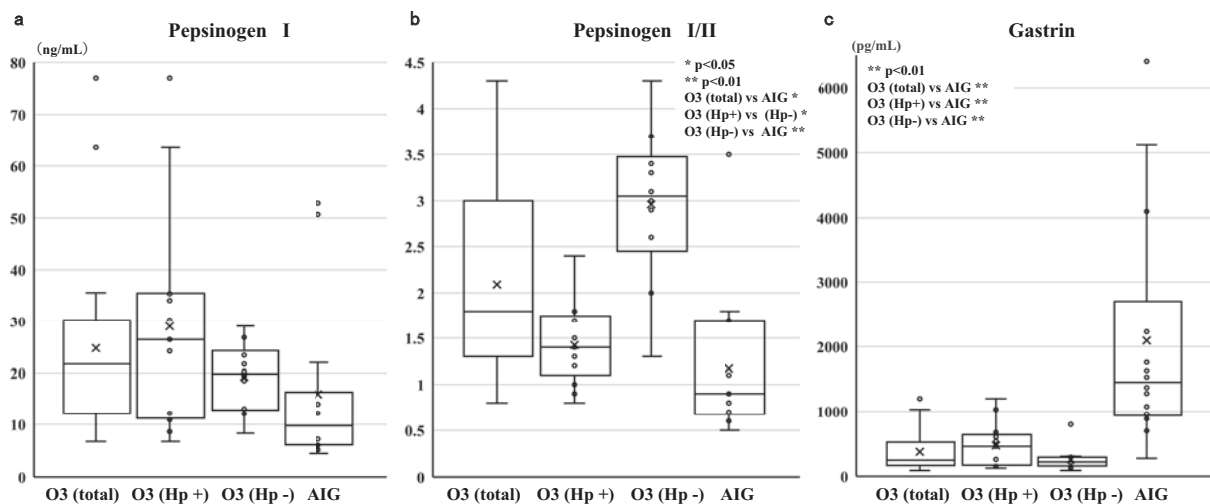 a
Pepsinogen I
(ng/mL)
80
70
60
50
40
30
20
10
0
O3 (total)
O3 (Hp +)
O3 (Hp -)
AIG
b
Pepsinogen I/II
* p<0.05
** p<0.01
O3 (total) vs AIG *
O3 (Hp+) vs (Hp-) *
O3 (Hp-) vs AIG **
4.5
4
3.5
3
2.5
2
1.5
1
0.5
0
O3 (total)
O3 (Hp +)
O3 (Hp -)
AIG
c
Gastrin
(pg/mL)
** p<0.01
O3 (total) vs AIG **
O3 (Hp+) vs AIG **
O3 (Hp-) vs AIG **
6000
5000
4000
3000
2000
1000
0
O3 (total)
O3 (Hp +)
O3 (Hp -)
AIG